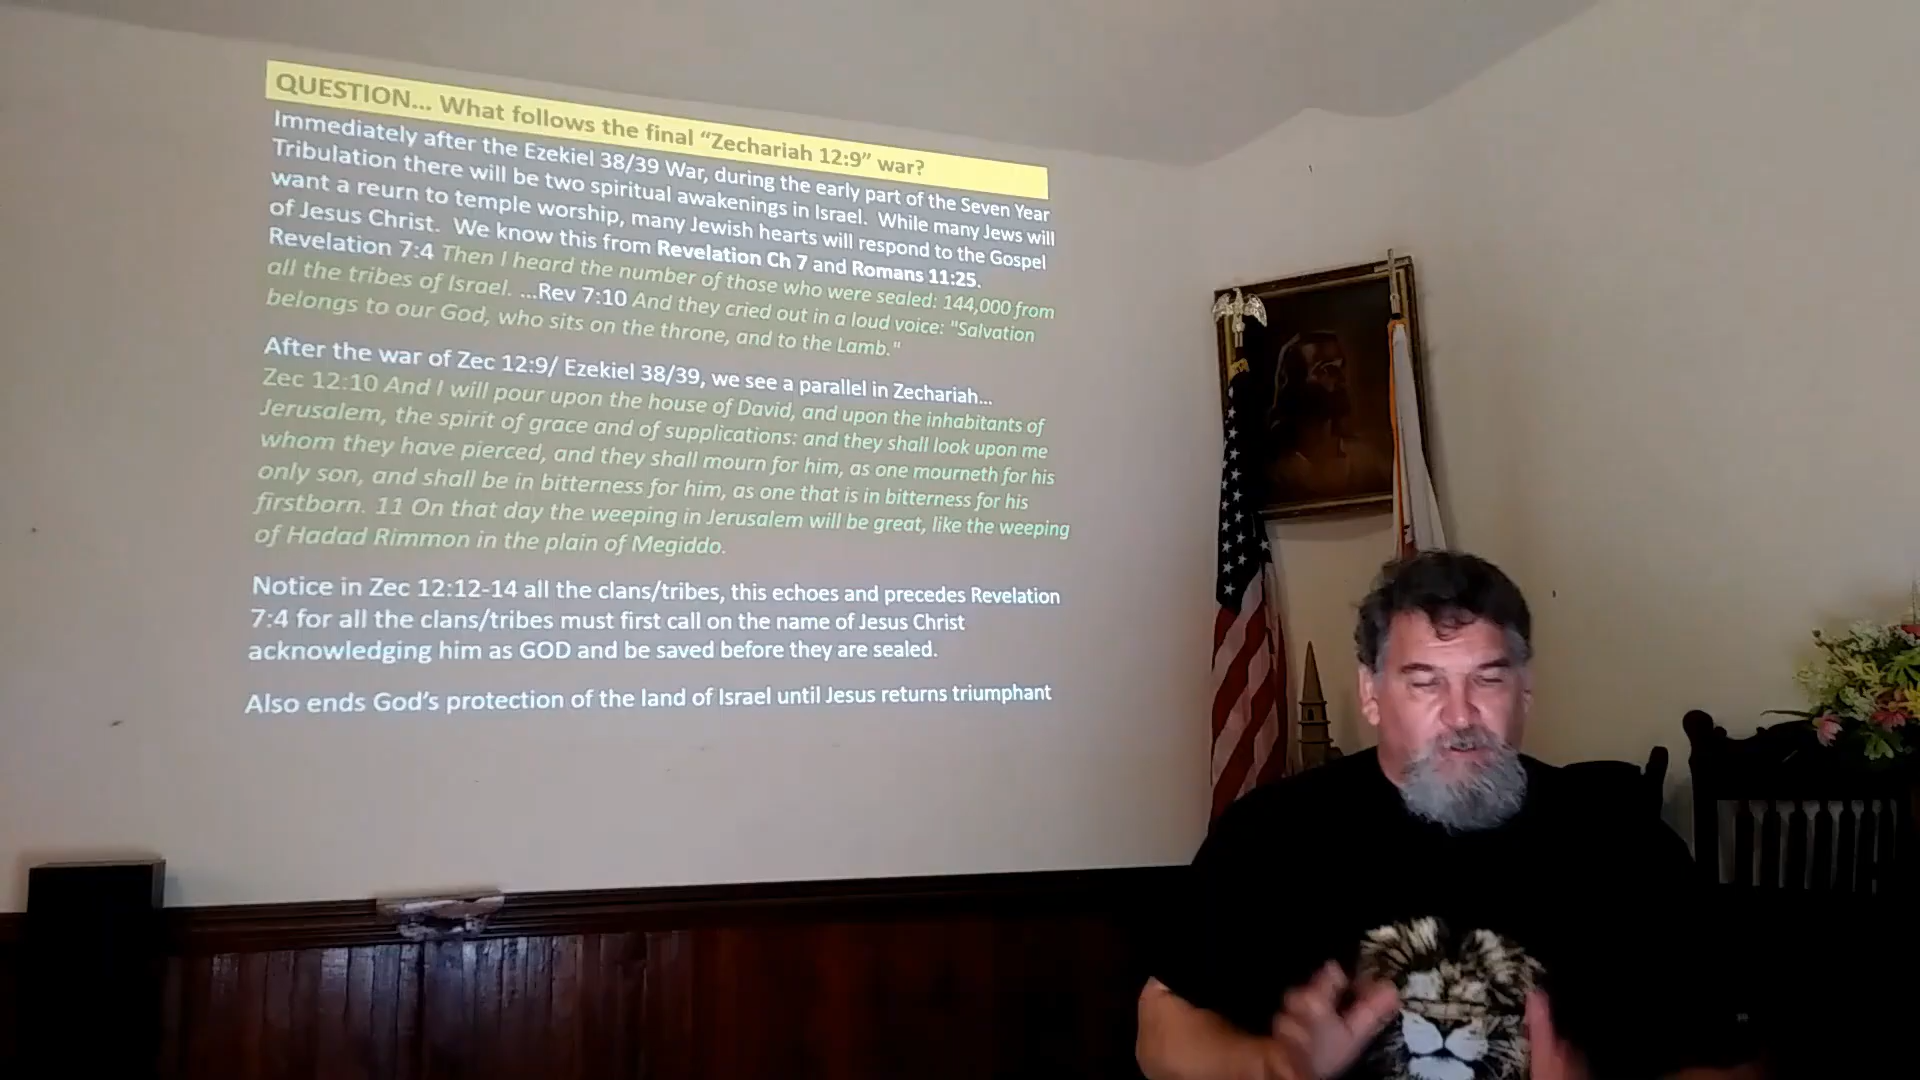 QUESTION... What follows the final “Zechariah 12:9” war?
Immediately after the Ezekiel 38/39 War, during the early part of the Seven Year
Tribulation there will be two spiritual awakenings in Israel.  While many Jews will
want a reurn to temple worship, many Jewish hearts will respond to the Gospel
of Jesus Christ.  We know this from Revelation Ch 7 and Romans 11:25.
Revelation 7:4 Then I heard the number of those who were sealed: 144,000 from
all the tribes of Israel. ...Rev 7:10 And they cried out in a loud voice: "Salvation
belongs to our God, who sits on the throne, and to the Lamb."
After the war of Zec 12:9/ Ezekiel 38/39, we see a parallel in Zechariah...
Zec 12:10 And I will pour upon the house of David, and upon the inhabitants of
Jerusalem, the spirit of grace and of supplications: and they shall look upon me
whom they have pierced, and they shall mourn for him, as one mourneth for his
only son, and shall be in bitterness for him, as one that is in bitterness for his
firstborn. 11 On that day the weeping in Jerusalem will be great, like the weeping
of Hadad Rimmon in the plain of Megiddo.
Notice in Zec 12:12-14 all the clans/tribes, this echoes and precedes Revelation
7:4 for all the clans/tribes must first call on the name of Jesus Christ
acknowledging him as GOD and be saved before they are sealed.
Also ends God’s protection of the land of Israel until Jesus returns triumphant